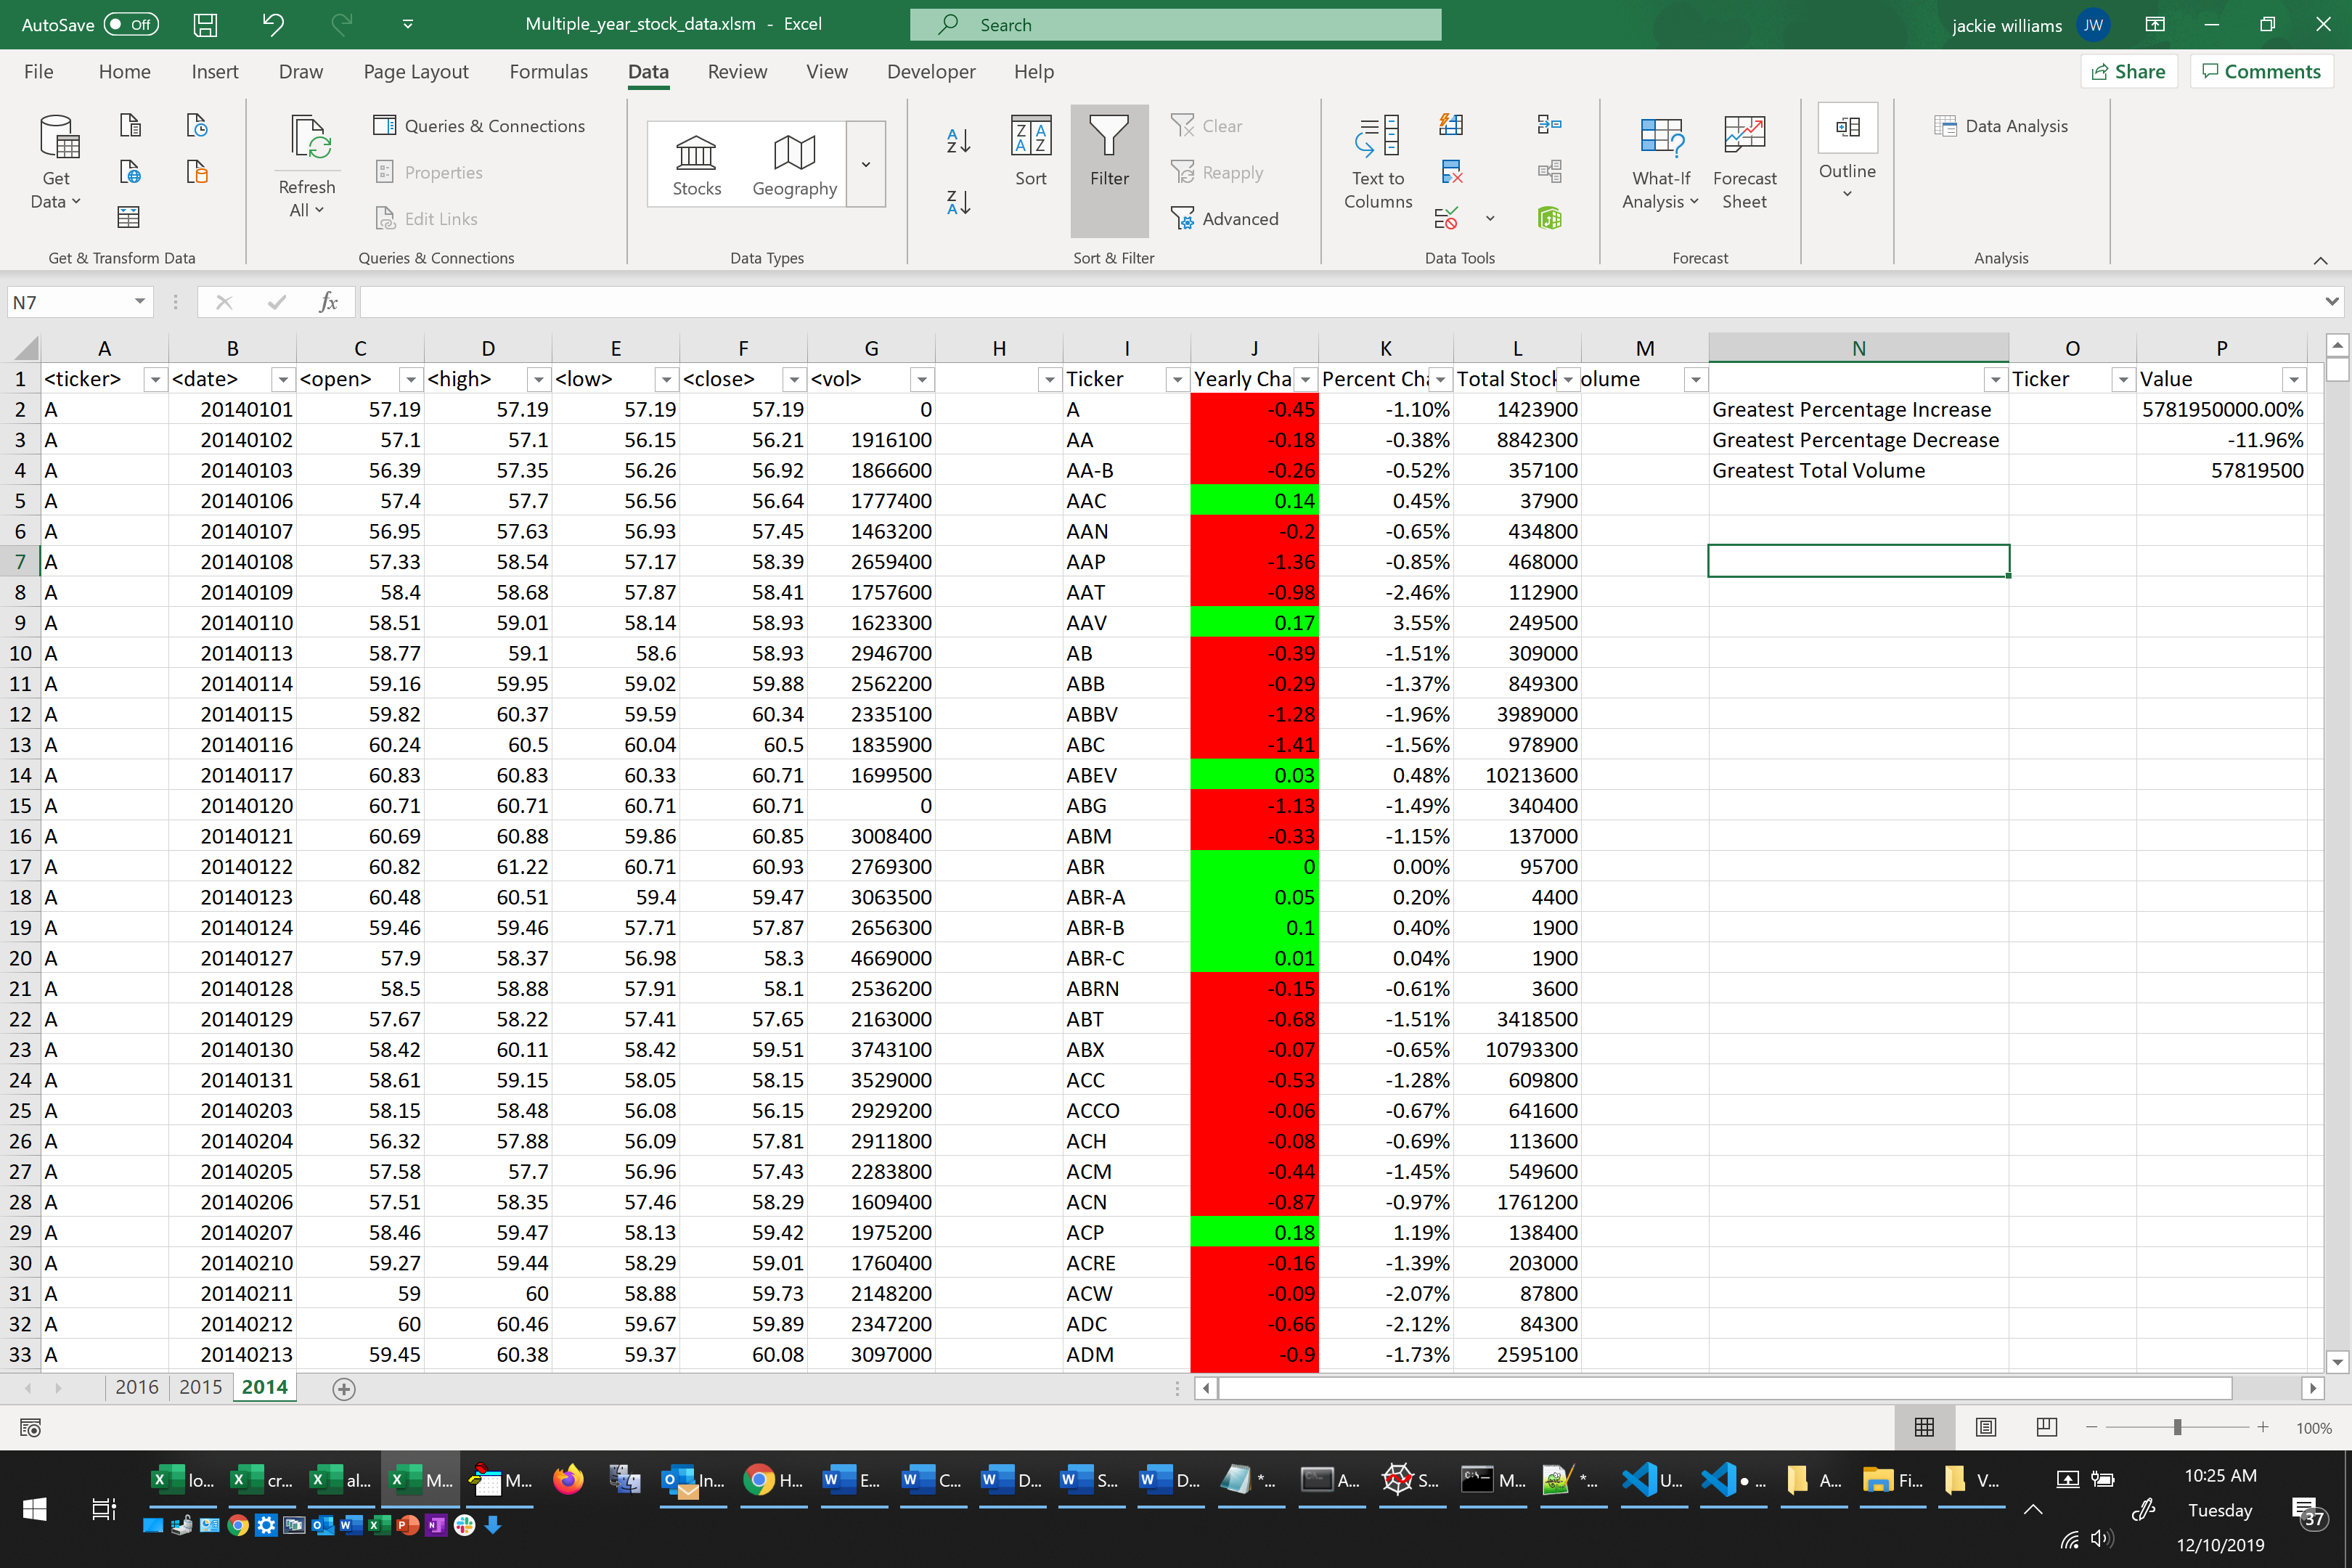 AutoSave Off Multiple_year_stock_data.xlsm - Excel Search jackie williams JW
File Home Insert Draw Page Layout Formulas Data Review View Developer Help Share Comments
Get Data
Refresh All
Queries & Connections
Properties
Edit Links
Stocks Geography
Sort Filter
Clear
Reapply
Advanced
Text to Columns
What-If Analysis
Forecast Sheet
Outline
Data Analysis
Get & Transform Data Queries & Connections Data Types Sort & Filter Data Tools Forecast Analysis
N7 fx
A B C D E F G H I J K L M N O P
1 <ticker> <date> <open> <high> <low> <close> <vol> Ticker Yearly Cha Percent Cha Total Stock olume Ticker Value
2 A 20140101 57.19 57.19 57.19 57.19 0 A -0.45 -1.10% 1423900 Greatest Percentage Increase 5781950000.00%
3 A 20140102 57.1 57.1 56.15 56.21 1916100 AA -0.18 -0.38% 8842300 Greatest Percentage Decrease -11.96%
4 A 20140103 56.39 57.35 56.26 56.92 1866600 AA-B -0.26 -0.52% 357100 Greatest Total Volume 57819500
5 A 20140106 57.4 57.7 56.56 56.64 1777400 AAC 0.14 0.45% 37900
6 A 20140107 56.95 57.63 56.93 57.45 1463200 AAN -0.2 -0.65% 434800
7 A 20140108 57.33 58.54 57.17 58.39 2659400 AAP -1.36 -0.85% 468000
8 A 20140109 58.4 58.68 57.87 58.41 1757600 AAT -0.98 -2.46% 112900
9 A 20140110 58.51 59.01 58.14 58.93 1623300 AAV 0.17 3.55% 249500
10 A 20140113 58.77 59.1 58.6 58.93 2946700 AB -0.39 -1.51% 309000
11 A 20140114 59.16 59.95 59.02 59.88 2562200 ABB -0.29 -1.37% 849300
12 A 20140115 59.82 60.37 59.59 60.34 2335100 ABBV -1.28 -1.96% 3989000
13 A 20140116 60.24 60.5 60.04 60.5 1835900 ABC -1.41 -1.56% 978900
14 A 20140117 60.83 60.83 60.33 60.71 1699500 ABEV 0.03 0.48% 10213600
15 A 20140120 60.71 60.71 60.71 60.71 0 ABG -1.13 -1.49% 340400
16 A 20140121 60.69 60.88 59.86 60.85 3008400 ABM -0.33 -1.15% 137000
17 A 20140122 60.82 61.22 60.71 60.93 2769300 ABR 0 0.00% 95700
18 A 20140123 60.48 60.51 59.4 59.47 3063500 ABR-A 0.05 0.20% 4400
19 A 20140124 59.46 59.46 57.71 57.87 2656300 ABR-B 0.1 0.40% 1900
20 A 20140127 57.9 58.37 56.98 58.3 4669000 ABR-C 0.01 0.04% 1900
21 A 20140128 58.5 58.88 57.91 58.1 2536200 ABRN -0.15 -0.61% 3600
22 A 20140129 57.67 58.22 57.41 57.65 2163000 ABT -0.68 -1.51% 3418500
23 A 20140130 58.42 60.11 58.42 59.51 3743100 ABX -0.07 -0.65% 10793300
24 A 20140131 58.61 59.15 58.05 58.15 3529000 ACC -0.53 -1.28% 609800
25 A 20140203 58.15 58.48 56.08 56.15 2929200 ACCO -0.06 -0.67% 641600
26 A 20140204 56.32 57.88 56.09 57.81 2911800 ACH -0.08 -0.69% 113600
27 A 20140205 57.58 57.7 56.96 57.43 2283800 ACM -0.44 -1.45% 549600
28 A 20140206 57.51 58.35 57.46 58.29 1609400 ACN -0.87 -0.97% 1761200
29 A 20140207 58.46 59.47 58.13 59.42 1975200 ACP 0.18 1.19% 138400
30 A 20140210 59.27 59.44 58.29 59.01 1760400 ACRE -0.16 -1.39% 203000
31 A 20140211 59 60 58.88 59.73 2148200 ACW -0.09 -2.07% 87800
32 A 20140212 60 60.46 59.67 59.89 2347200 ADC -0.66 -2.12% 84300
33 A 20140213 59.45 60.38 59.37 60.08 3097000 ADM -0.9 -1.73% 2595100
2016 2015 2014
100%
lo... cr... al... M... M... In... H... E... C... D... S... D... *... A... S... M... *... U... ● ... A... Fi... V...
10:25 AM
Tuesday
12/10/2019
37